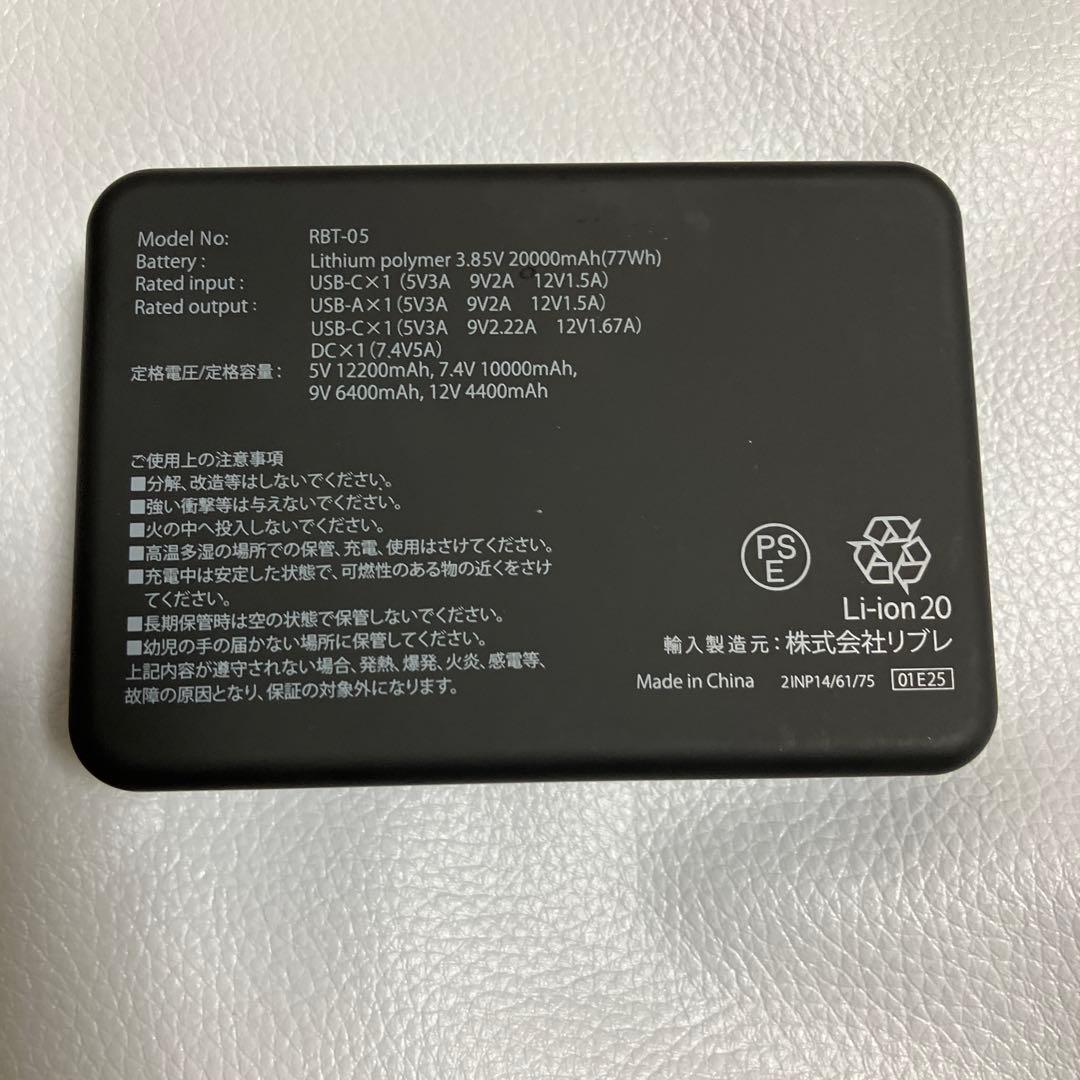 Model No: RBT-05
Battery : Lithium polymer 3.85V 20000mAh(77Wh)
Rated input : USB-C×1 (5V3A 9V2A 12V1.5A)
Rated output : USB-A×1 (5V3A 9V2A 12V1.5A)
USB-C×1 (5V3A 9V2.22A 12V1.67A)
DC×1 (7.4V5A)
定格電圧/定格容量 : 5V 12200mAh, 7.4V 10000mAh,
9V 6400mAh, 12V 4400mAh
ご使用上の注意事項
■分解、改造等はしないでください。
■強い衝撃等は与えないでください。
■火の中へ投入しないでください。
■高温多湿の場所での保管、充電、使用はさけてください。
■充電中は安定した状態で、可燃性のある物の近くをさけ
てください。
■長期保管時は空の状態で保管しないでください。
■幼児の手の届かない場所に保管してください。
上記内容が遵守されない場合、発熱、爆発、火炎、感電等、
故障の原因となり、保証の対象外になります。
PS
E
Li-ion 20
輸入製造元 : 株式会社リブレ
Made in China 2INP14/61/75 01E25